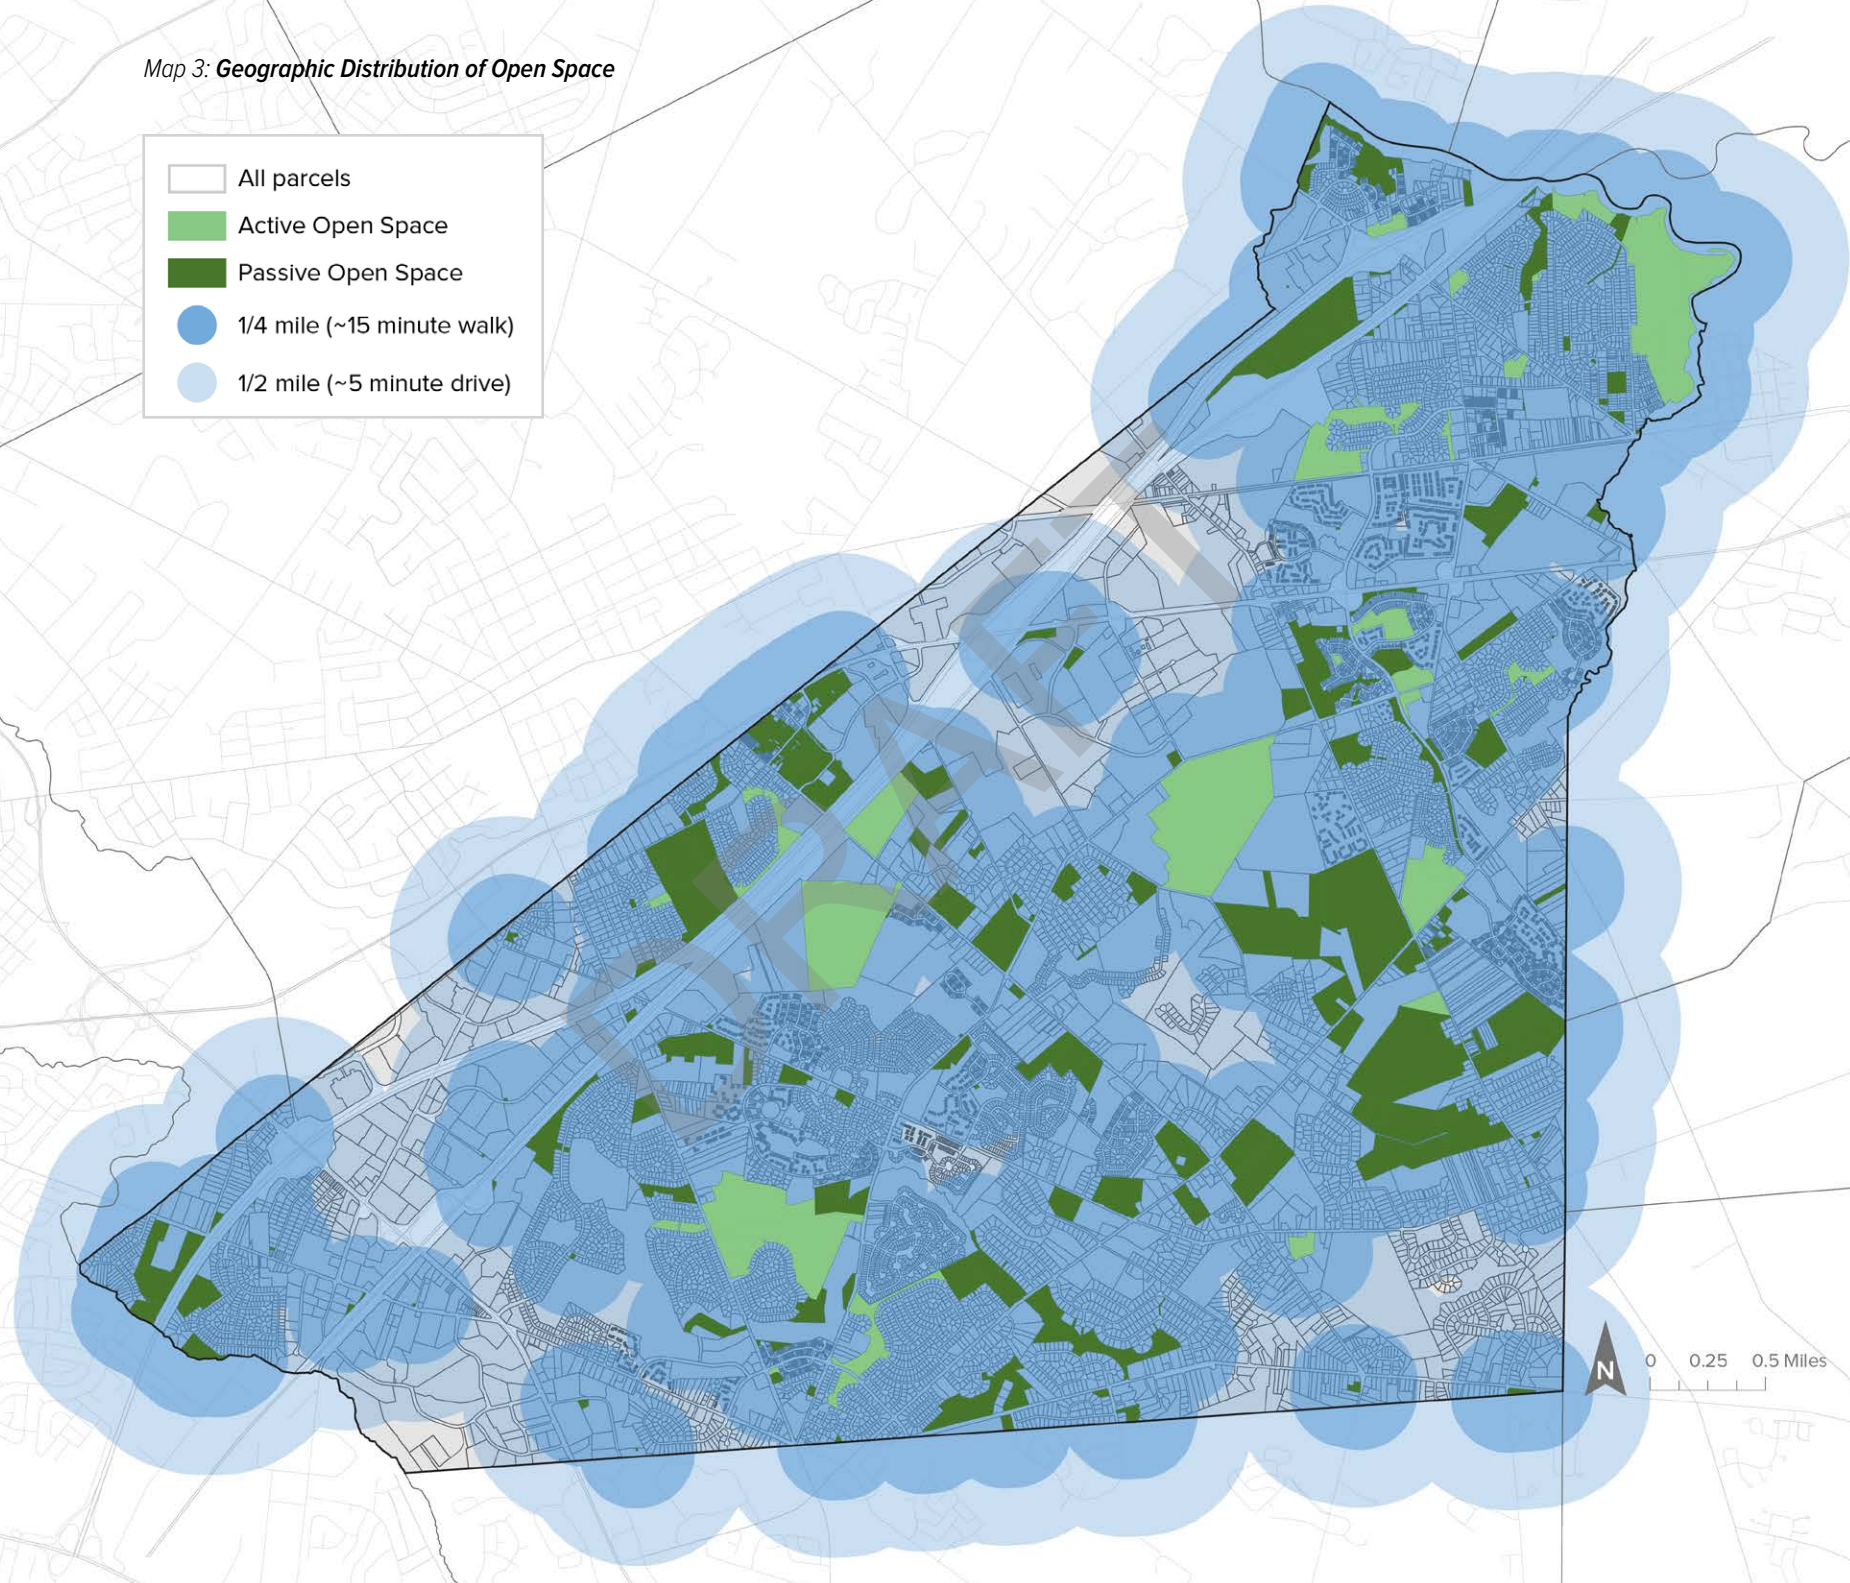 Map 3: Geographic Distribution of Open Space
All parcels
Active Open Space
Passive Open Space
1/4 mile (~15 minute walk)
1/2 mile (~5 minute drive)
DRAFT
N
0 0.25 0.5 Miles